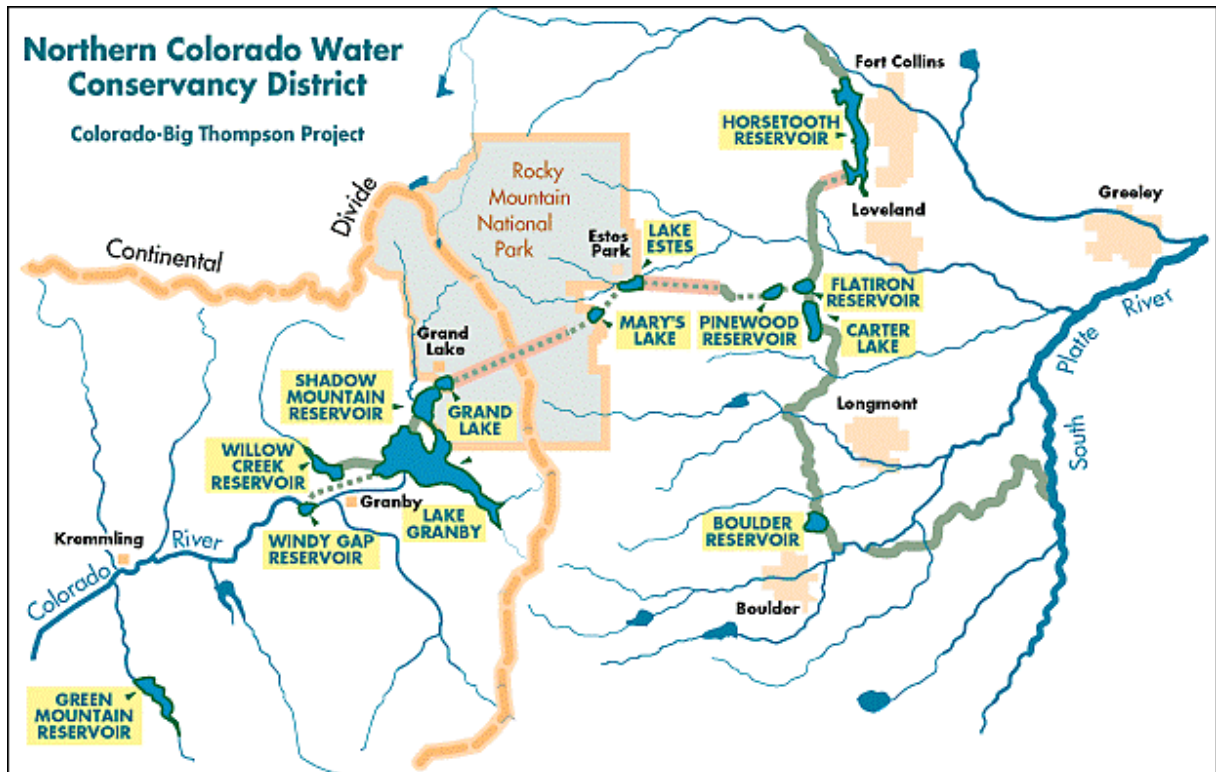 Northern Colorado Water
Conservancy District
Colorado-Big Thompson Project
Fort Collins
HORSETOOTH
RESERVOIR
Rocky
Mountain
National
Park
Continental
Divide
Greeley
Loveland
Estes
Park
LAKE
ESTES
FLATIRON
RESERVOIR
MARY'S
LAKE
PINEWOOD
RESERVOIR
CARTER
LAKE
South
Platte
River
Grand
Lake
SHADOW
MOUNTAIN
RESERVOIR
GRAND
LAKE
Longmont
WILLOW
CREEK
RESERVOIR
Granby
LAKE
GRANBY
BOULDER
RESERVOIR
Kremmling
WINDY GAP
RESERVOIR
Colorado
River
Boulder
GREEN
MOUNTAIN
RESERVOIR